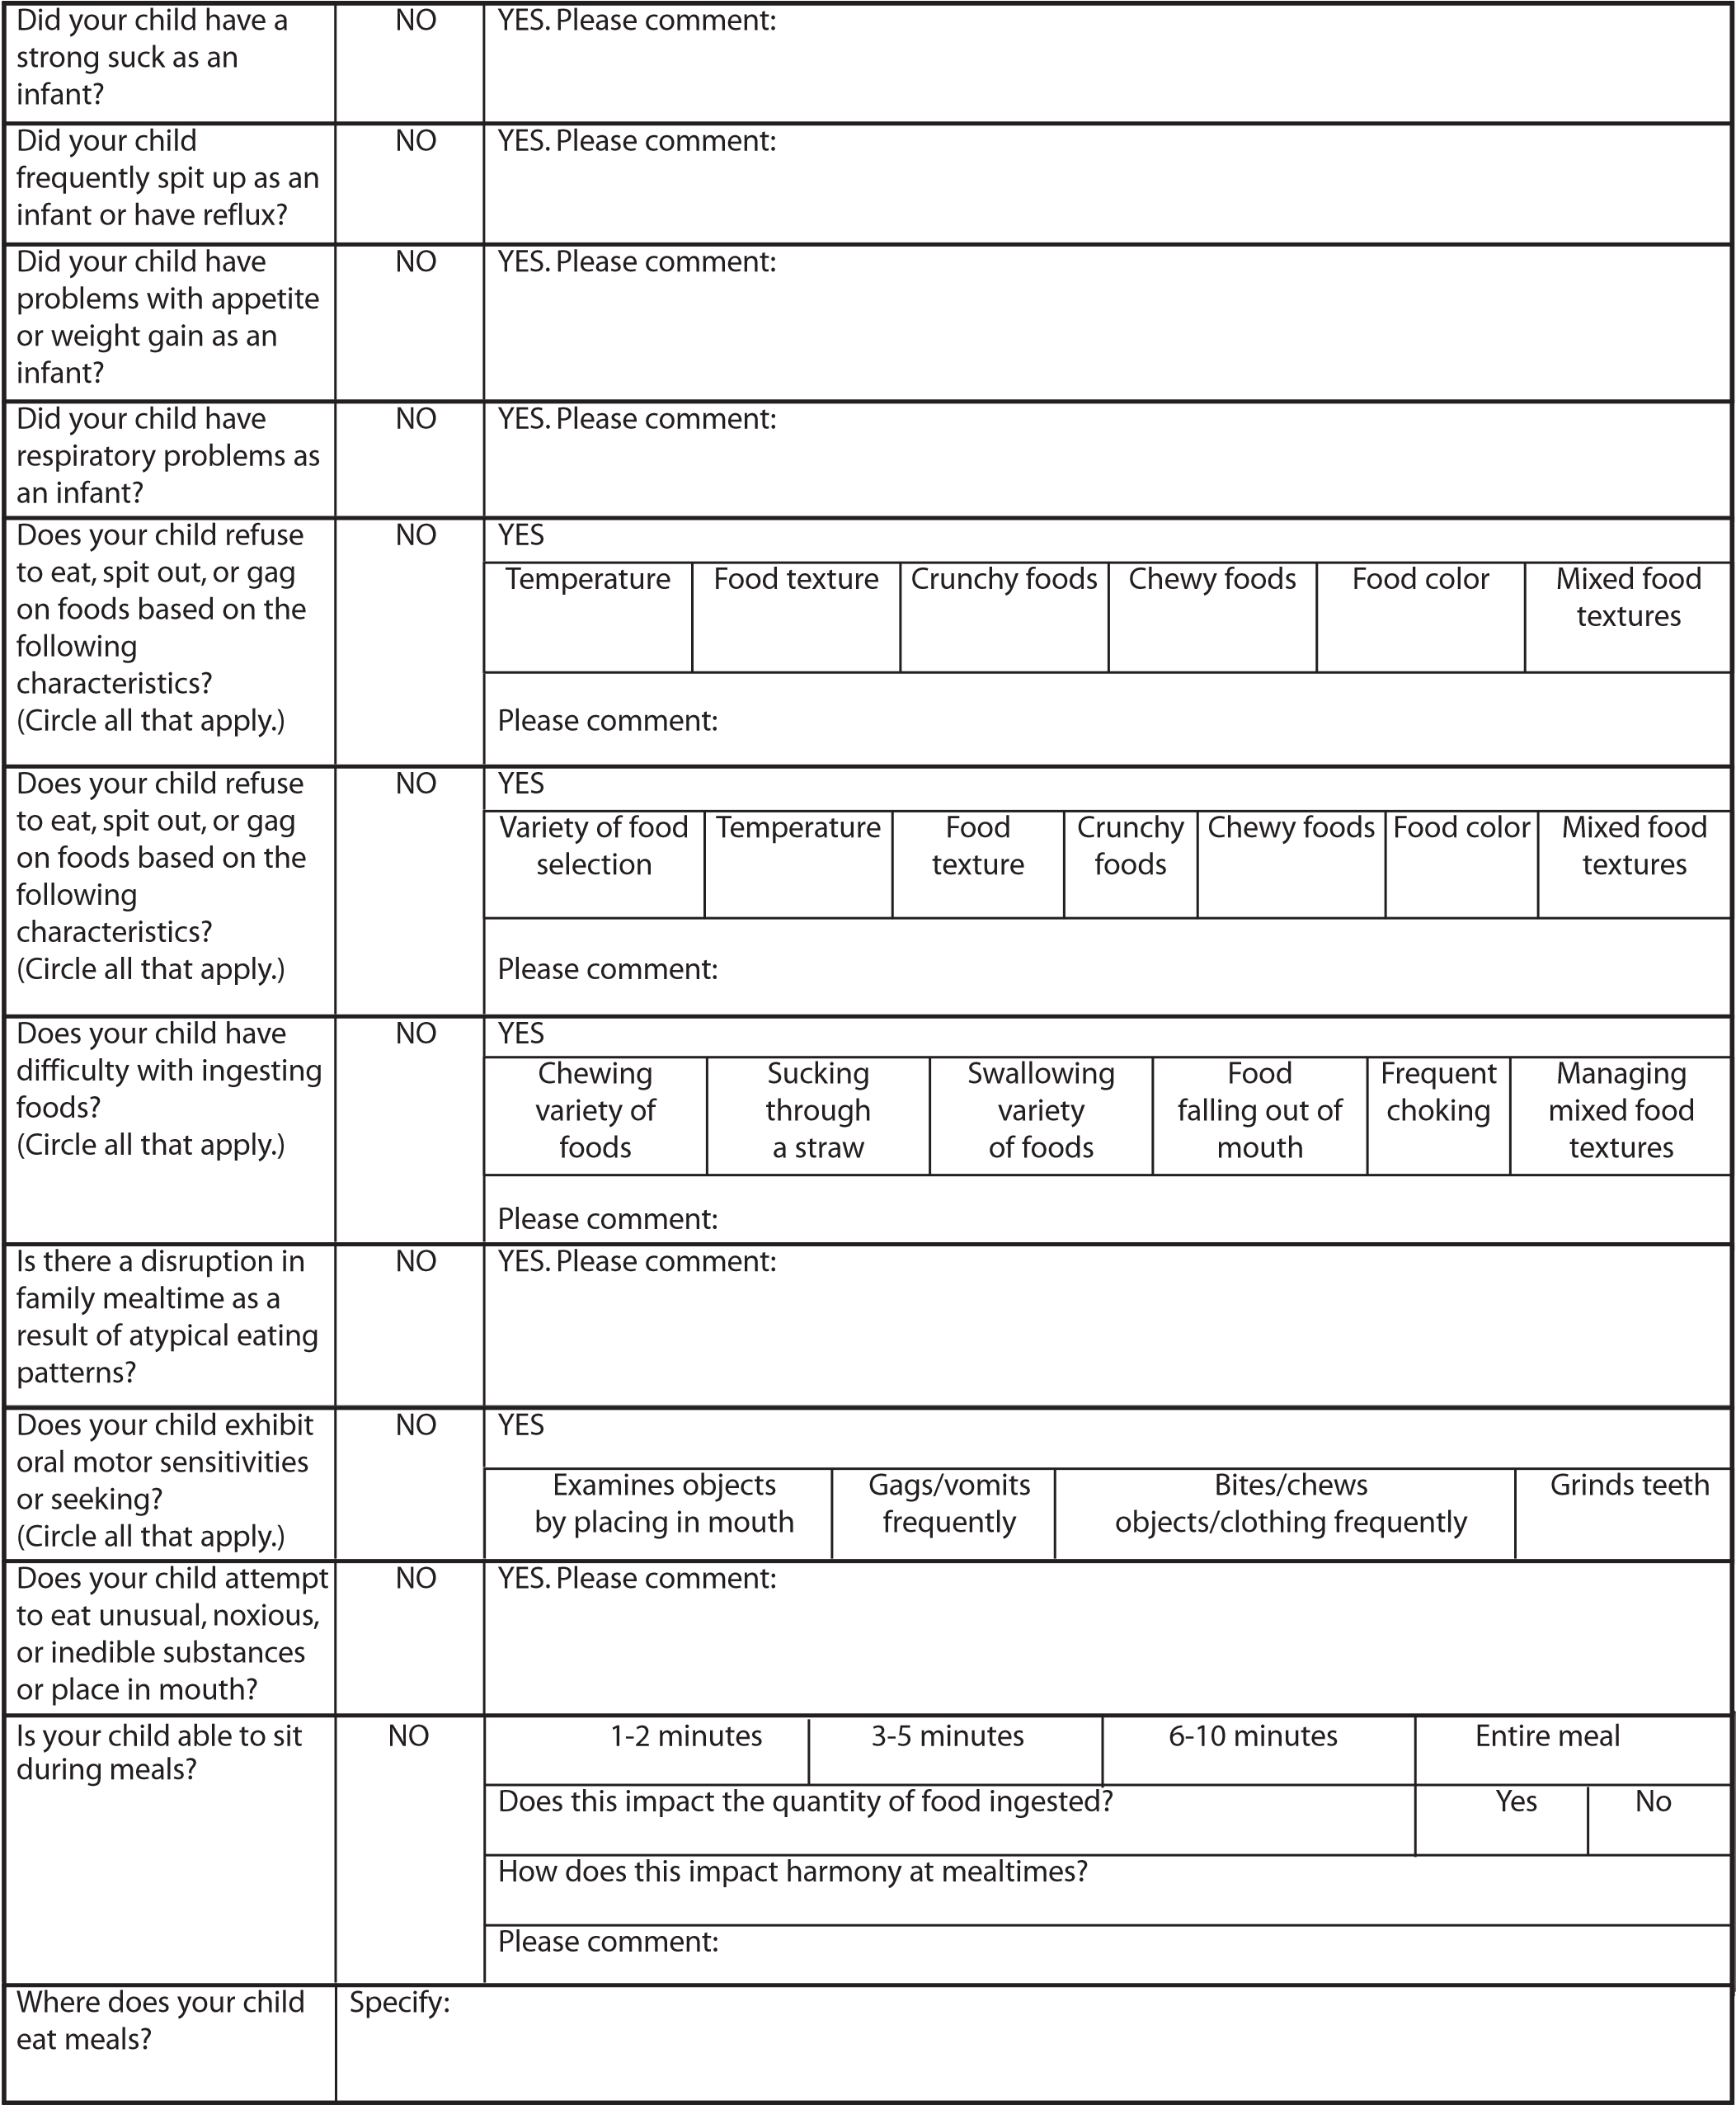 Did your child have a
strong suck as an
infant?
NO
YES. Please comment:
Did your child
frequently spit up as an
infant or have reflux?
NO
YES. Please comment:
Did your child have
problems with appetite
or weight gain as an
infant?
NO
YES. Please comment:
Did your child have
respiratory problems as
an infant?
NO
YES. Please comment:
Does your child refuse
to eat, spit out, or gag
on foods based on the
following
characteristics?
(Circle all that apply.)
NO
YES
Temperature
Food texture
Crunchy foods
Chewy foods
Food color
Mixed food
textures
Please comment:
Does your child refuse
to eat, spit out, or gag
on foods based on the
following
characteristics?
(Circle all that apply.)
NO
YES
Variety of food
selection
Temperature
Food
texture
Crunchy
foods
Chewy foods
Food color
Mixed food
textures
Please comment:
Does your child have
difficulty with ingesting
foods?
(Circle all that apply.)
NO
YES
Chewing
variety of
foods
Sucking
through
a straw
Swallowing
variety
of foods
Food
falling out of
mouth
Frequent
choking
Managing
mixed food
textures
Please comment:
Is there a disruption in
family mealtime as a
result of atypical eating
patterns?
NO
YES. Please comment:
Does your child exhibit
oral motor sensitivities
or seeking?
(Circle all that apply.)
NO
YES
Examines objects
by placing in mouth
Gags/vomits
frequently
Bites/chews
objects/clothing frequently
Grinds teeth
Does your child attempt
to eat unusual, noxious,
or inedible substances
or place in mouth?
NO
YES. Please comment:
Is your child able to sit
during meals?
NO
1-2 minutes
3-5 minutes
6-10 minutes
Entire meal
Does this impact the quantity of food ingested?
Yes
No
How does this impact harmony at mealtimes?
Please comment:
Where does your child
eat meals?
Specify: